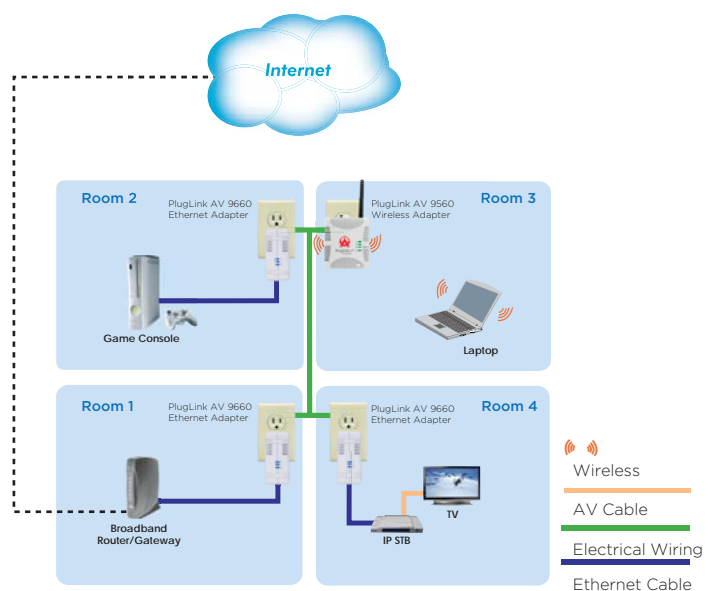 Internet
Room 2
PlugLink AV 9660
Ethernet Adapter
Game Console
PlugLink AV 9560
Wireless Adapter
Room 3
Laptop
Room 1
PlugLink AV 9660
Ethernet Adapter
Broadband
Router/Gateway
PlugLink AV 9660
Ethernet Adapter
Room 4
TV
IP STB
Wireless
AV Cable
Electrical Wiring
Ethernet Cable